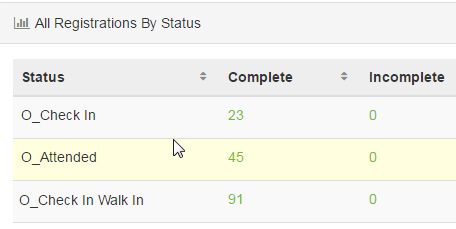 All Registrations By Status
Status Complete Incomplete
O_Check In 23 0
O_Attended 45 0
O_Check In Walk In 91 0